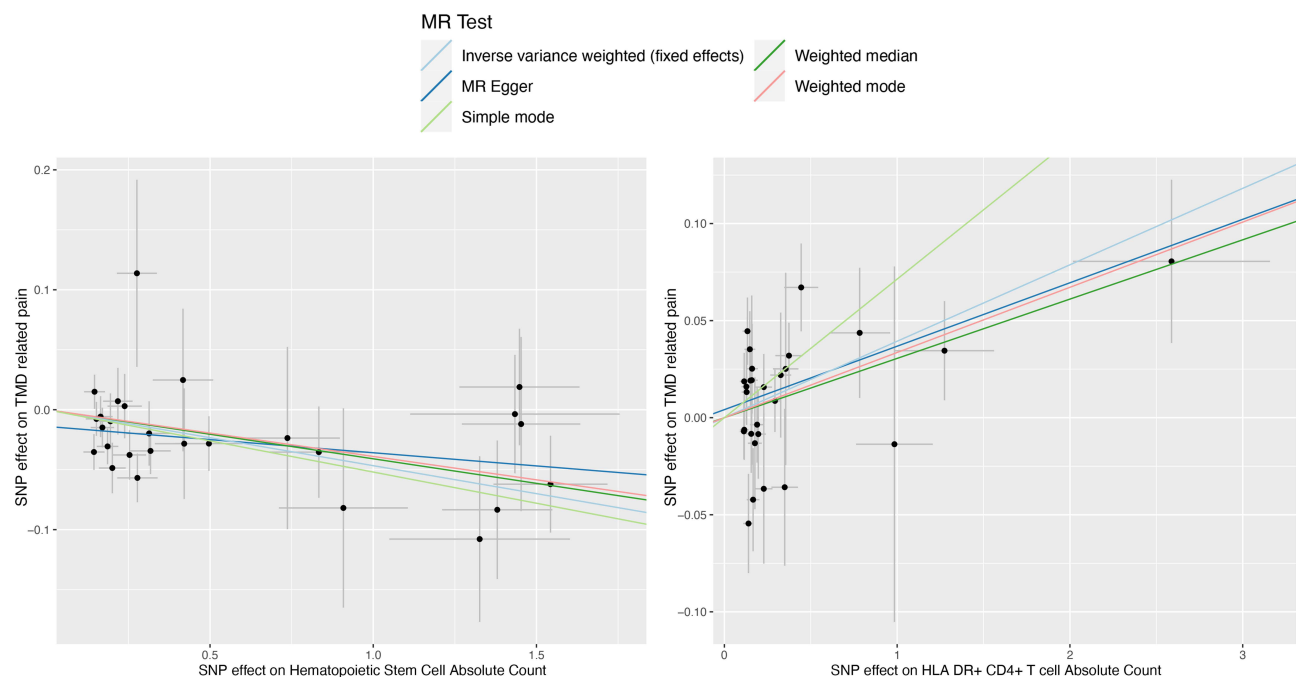 MR Test
Inverse variance weighted (fixed effects)
Weighted median
MR Egger
Weighted mode
Simple mode
SNP effect on TMD related pain
0.2
0.1
0.0
−0.1
0.5
1.0
1.5
SNP effect on Hematopoietic Stem Cell Absolute Count
SNP effect on TMD related pain
0.10
0.05
0.00
−0.05
−0.10
0
1
2
3
SNP effect on HLA DR+ CD4+ T cell Absolute Count